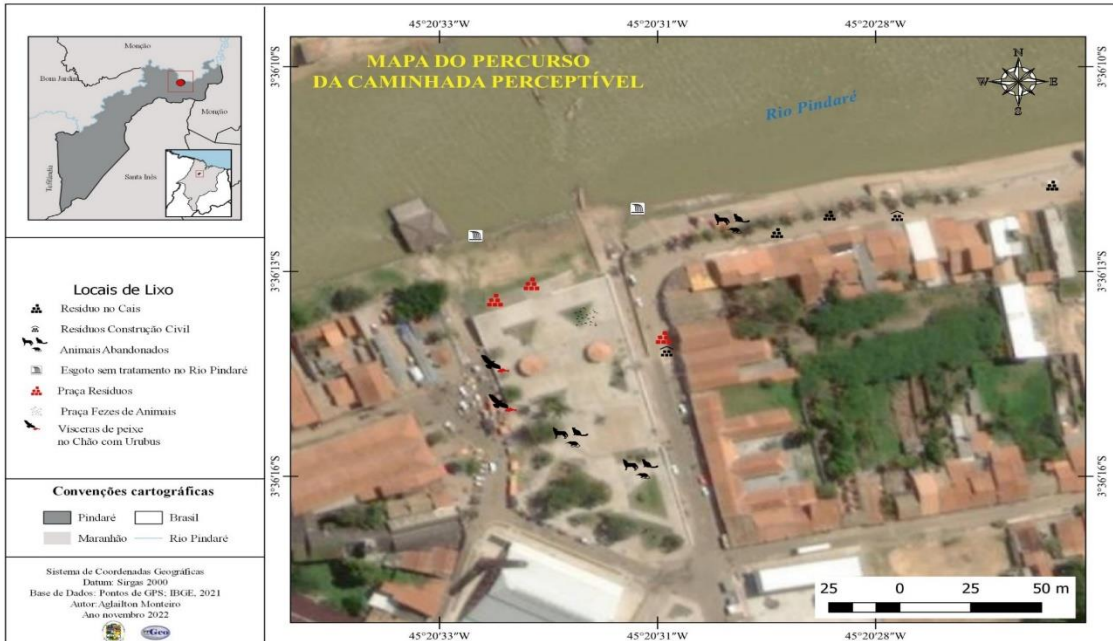 45°20'33"W
45°20'31"W
45°20'28"W
Monção
Bom Jardim
Monção
Tufilândia
Santa Inês
3°36'10"S
3°36'13"S
3°36'16"S
MAPA DO PERCURSO
DA CAMINHADA PERCEPTÍVEL
Rio Pindaré
N
W
E
S
3°36'10"S
3°36'13"S
3°36'16"S
Locais de Lixo
Resíduo no Cais
Resíduos Construção Civil
Animais Abandonados
Esgoto sem tratamento no Rio Pindaré
Praça Resíduos
Praça Fezes de Animais
Vísceras de peixe
no Chão com Urubus
Convenções cartográficas
Pindaré
Brasil
Maranhão
Rio Pindaré
Sistema de Coordenadas Geográficas
Datum: Sirgas 2000
Base de Dados: Pontos de GPS; IBGE, 2021
Autor: Aglailton Monteiro
Ano novembro 2022
25
0
25
50 m
45°20'33"W
45°20'31"W
45°20'28"W